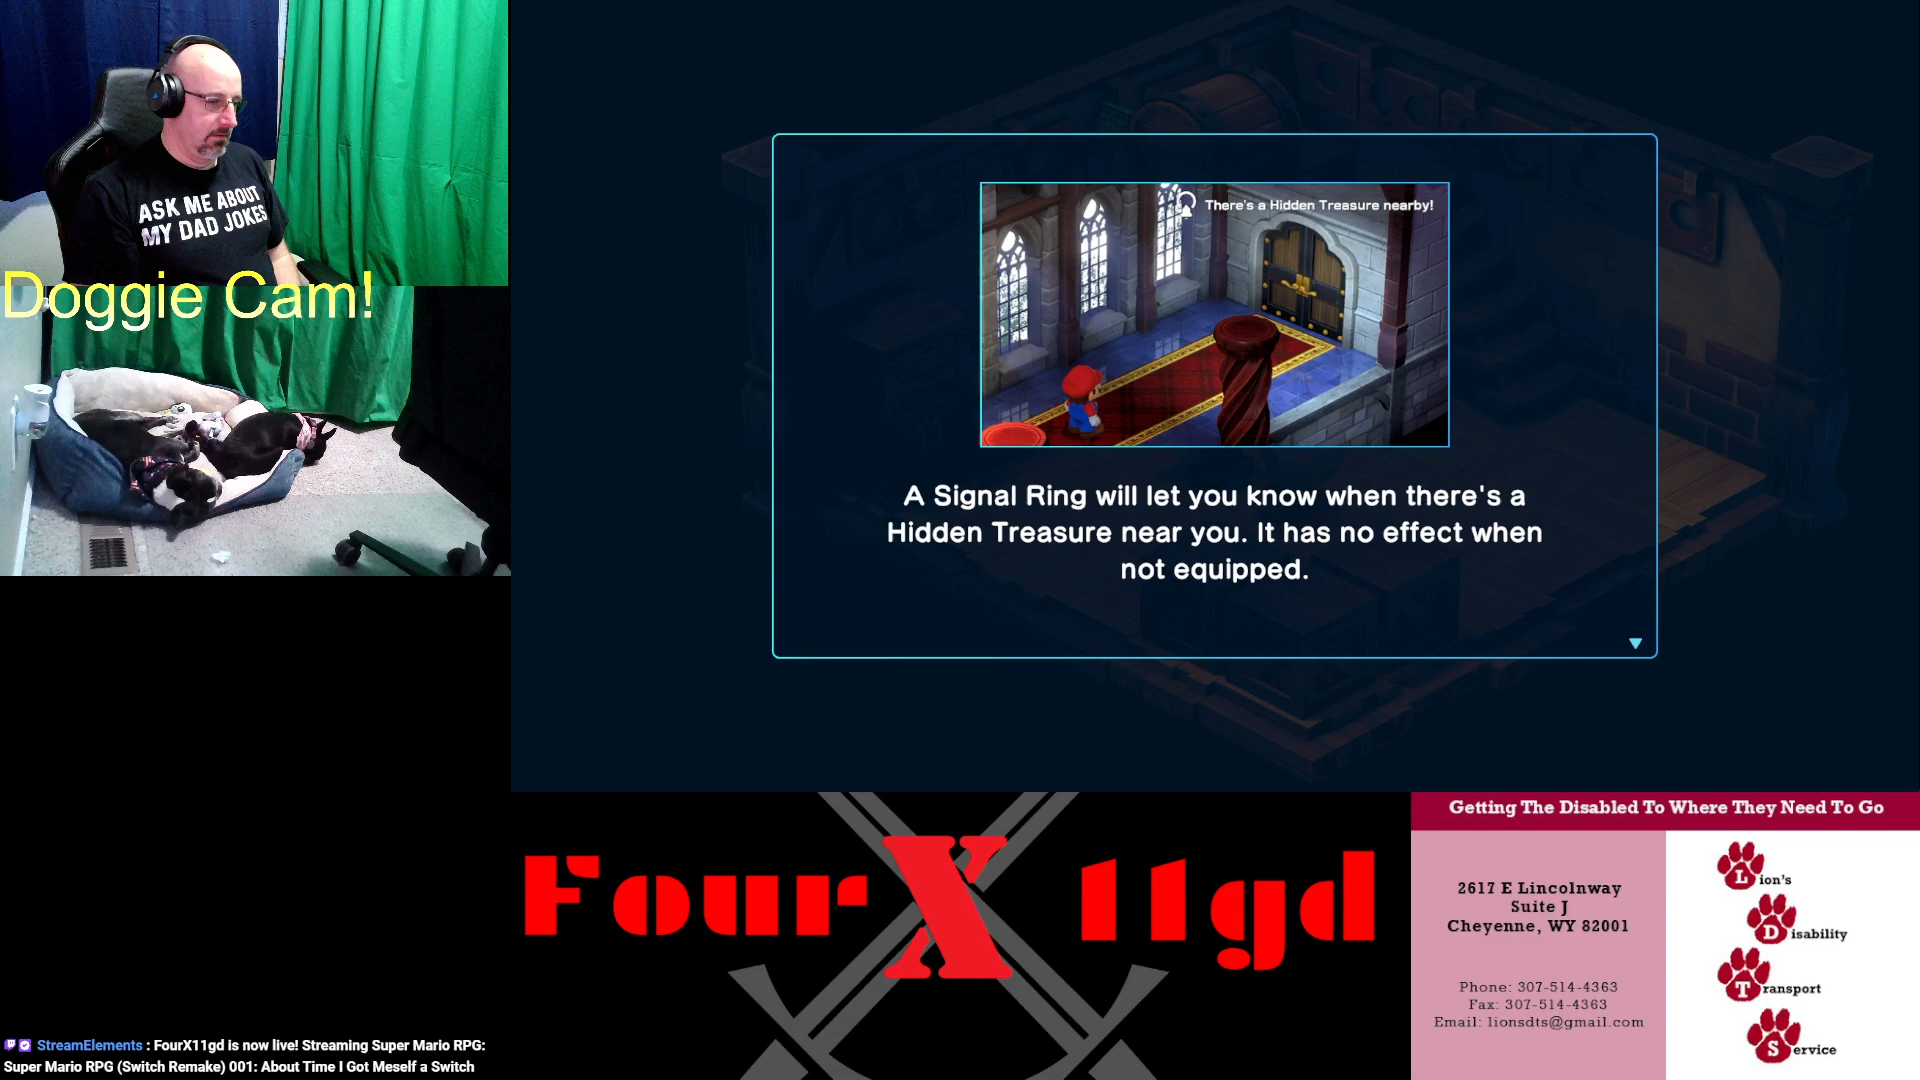 ASK ME ABOUT
MY DAD JOKES
Doggie Cam!
There's a Hidden Treasure nearby!
A Signal Ring will let you know when there's a
Hidden Treasure near you. It has no effect when
not equipped.
FourX11gd
Getting The Disabled To Where They Need To Go
2617 E Lincolnway
Suite J
Cheyenne, WY 82001
Phone: 307-514-4363
Fax: 307-514-4363
Email: lionsdts@gmail.com
Lion's
Disability
Transport
Service
StreamElements : FourX11gd is now live! Streaming Super Mario RPG:
Super Mario RPG (Switch Remake) 001: About Time I Got Meself a Switch